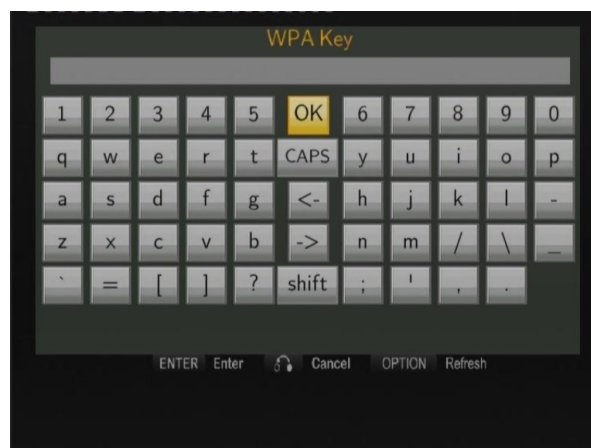 WPA Key
1 2 3 4 5 OK 6 7 8 9 0
q w e r t CAPS y u i o p
a s d f g <- h j k l -
z x c v b -> n m / \ _
` = [ ] ? shift ; ' , .
ENTER Enter Cancel OPTION Refresh